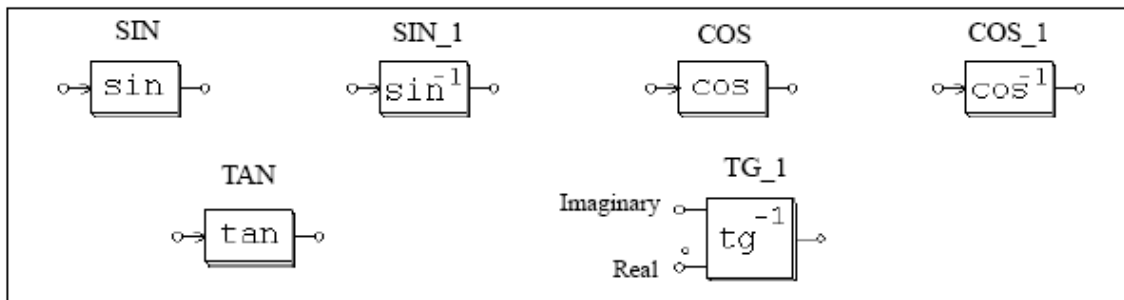 SIN SIN_1 COS COS_1
sin sin⁻¹ cos cos⁻¹
TAN TG_1
Imaginary
tan tg⁻¹
Real